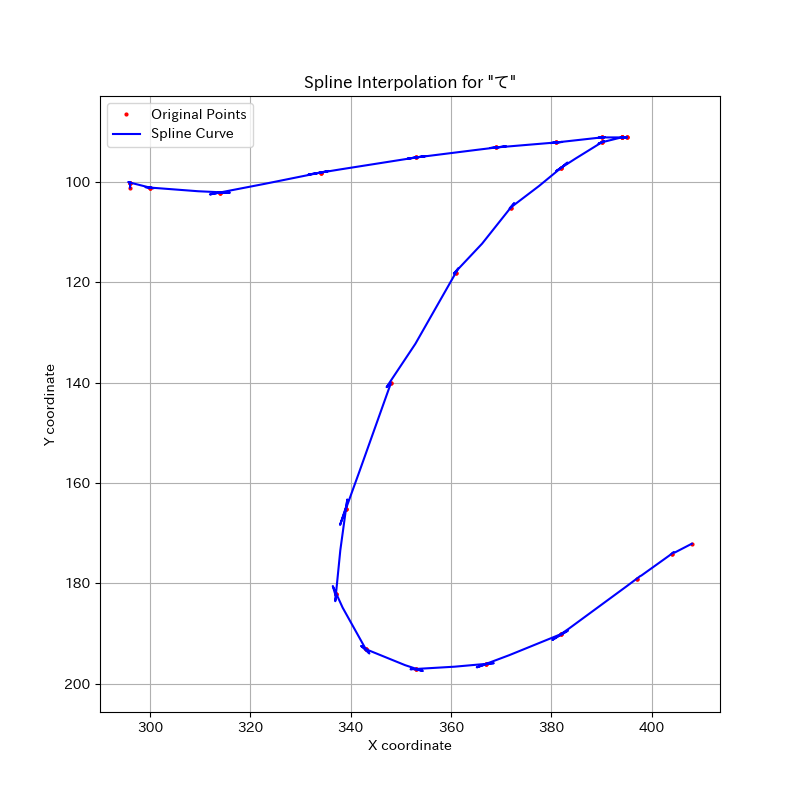 Spline Interpolation for "て"
Original Points
Spline Curve
100
120
140
160
180
200
Y coordinate
300
320
340
360
380
400
X coordinate